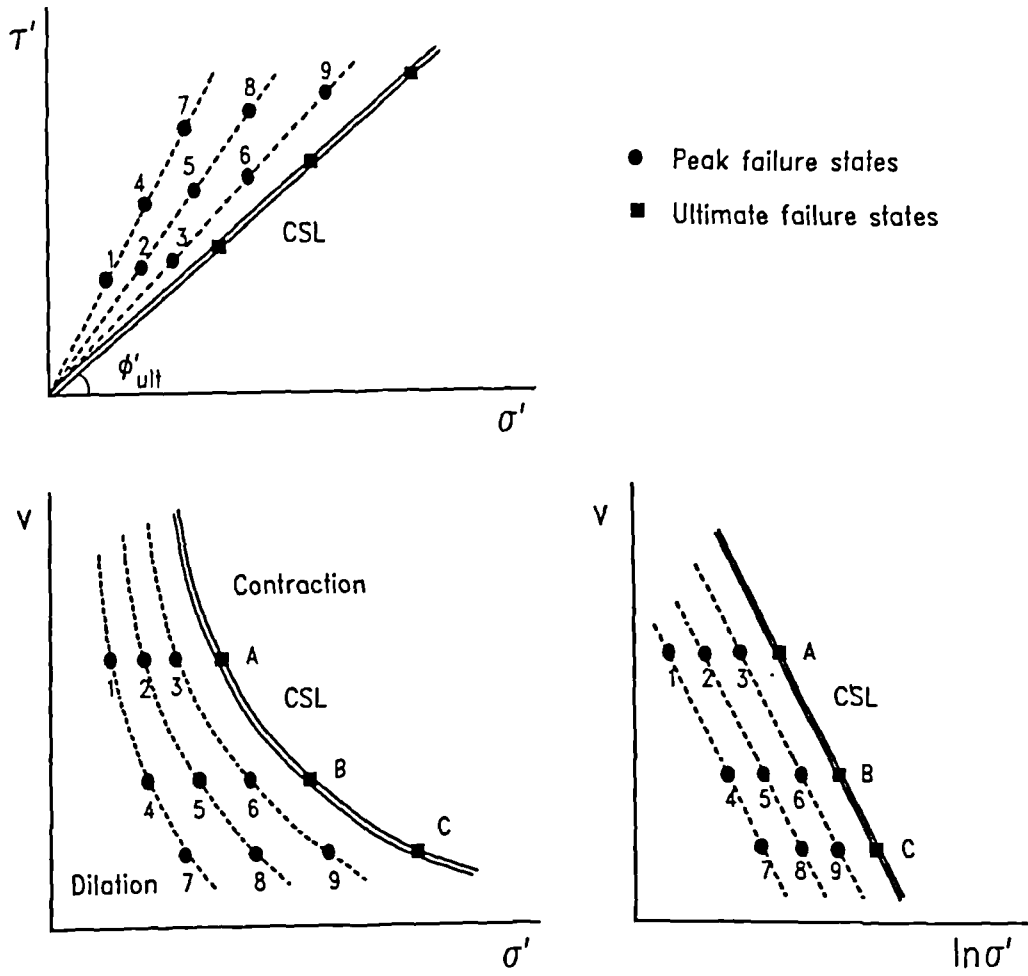 τ'
7
8
9
4
5
6
1
2
3
CSL
ϕ'ult
σ'
● Peak failure states
■ Ultimate failure states
V
Contraction
A
1
2
3
CSL
B
4
5
6
C
7
8
9
Dilation
σ'
V
A
1
2
3
CSL
B
4
5
6
C
7
8
9
lnσ'